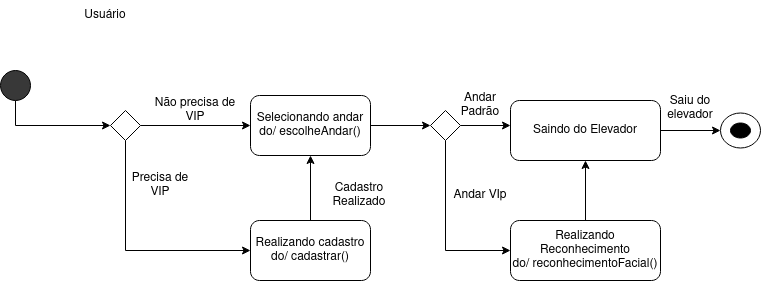 Usuário
Não precisa de
VIP
Selecionando andar
do/ escolheAndar()
Andar
Padrão
Saindo do Elevador
Saiu do
elevador
Precisa de
VIP
Cadastro
Realizado
Andar VIp
Realizando cadastro
do/ cadastrar()
Realizando
Reconhecimento
do/ reconhecimentoFacial()